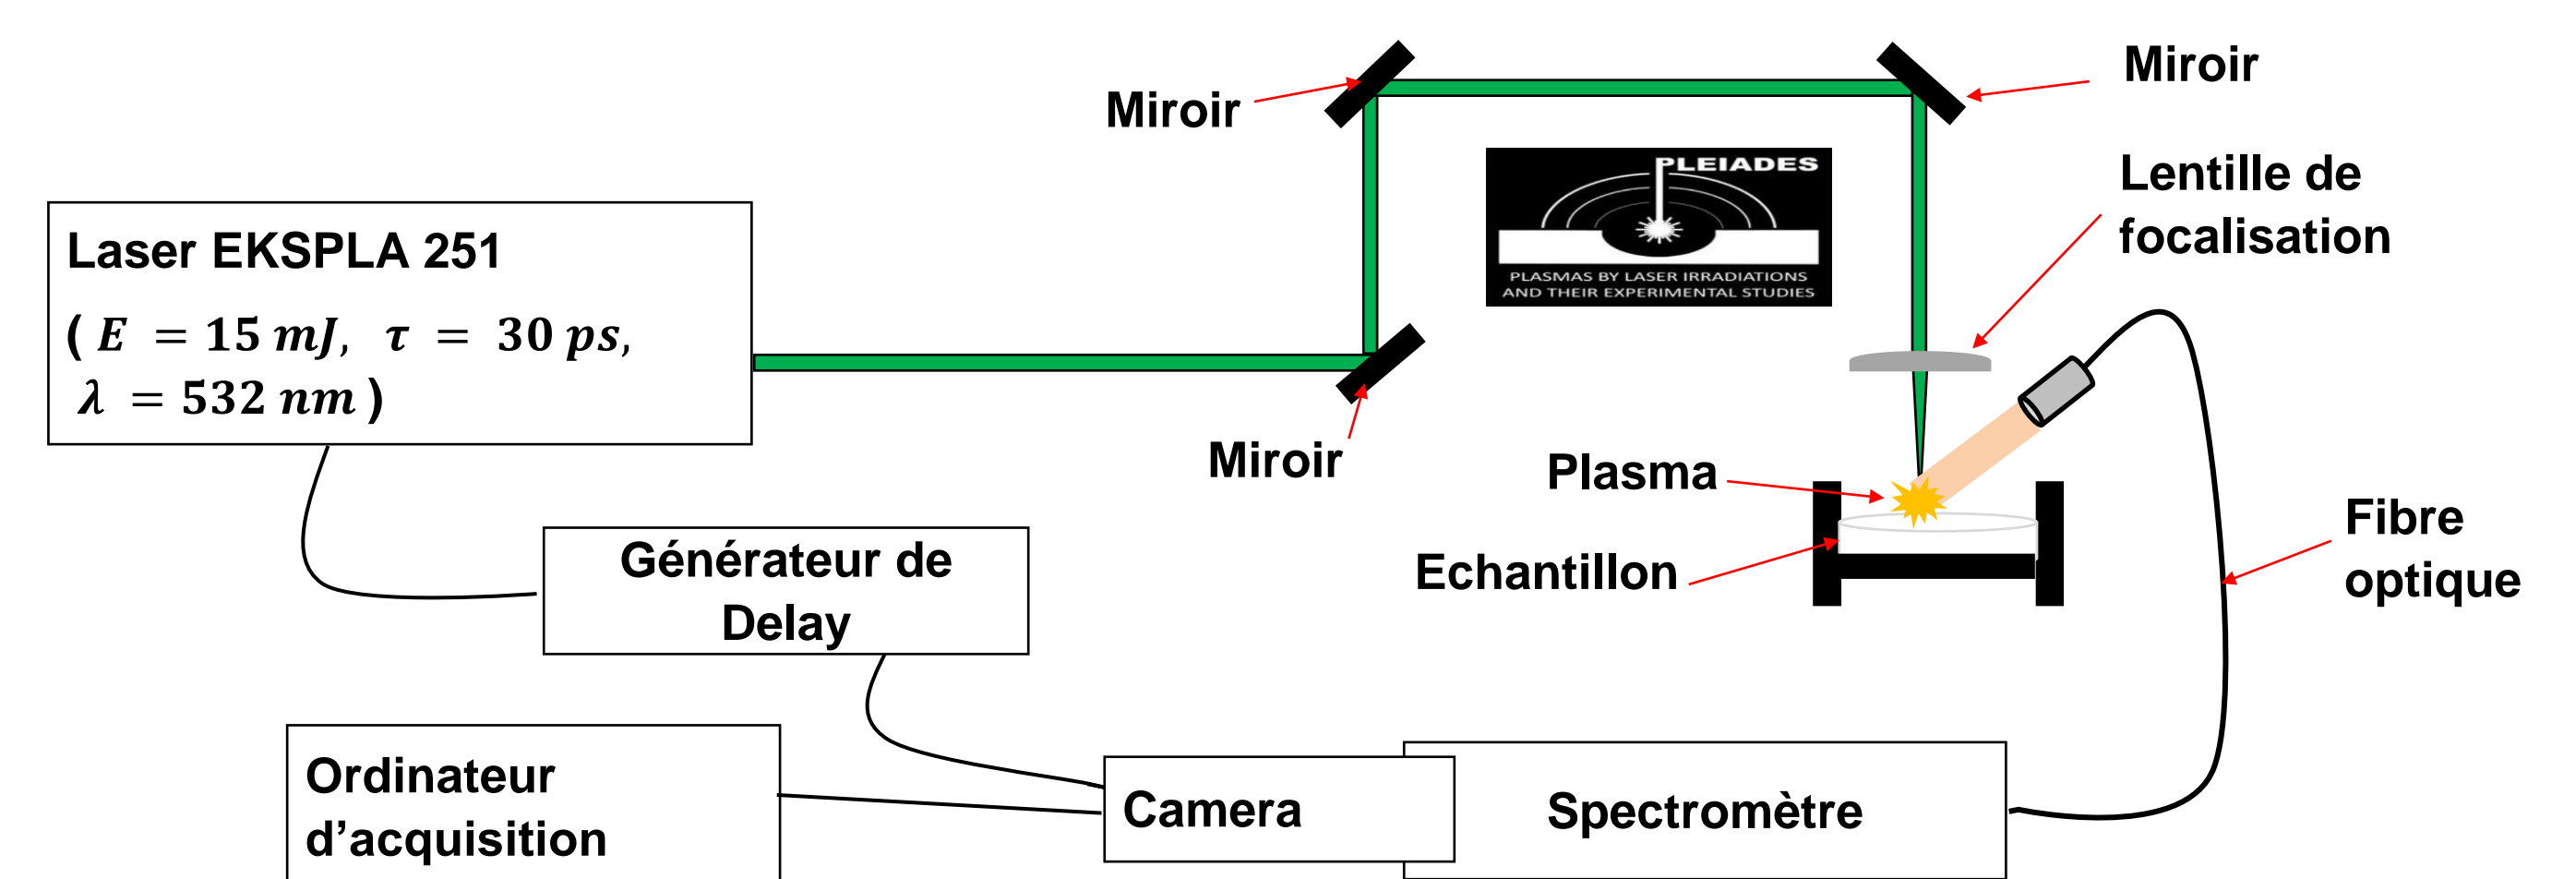 Miroir
Miroir
PLEIADES
PLASMAS BY LASER IRRADIATIONS
AND THEIR EXPERIMENTAL STUDIES
Lentille de
focalisation
Laser EKSPLA 251
( E = 15 mJ, τ = 30 ps,
λ = 532 nm )
Miroir
Plasma
Echantillon
Fibre
optique
Générateur de
Delay
Ordinateur
d’acquisition
Camera
Spectromètre